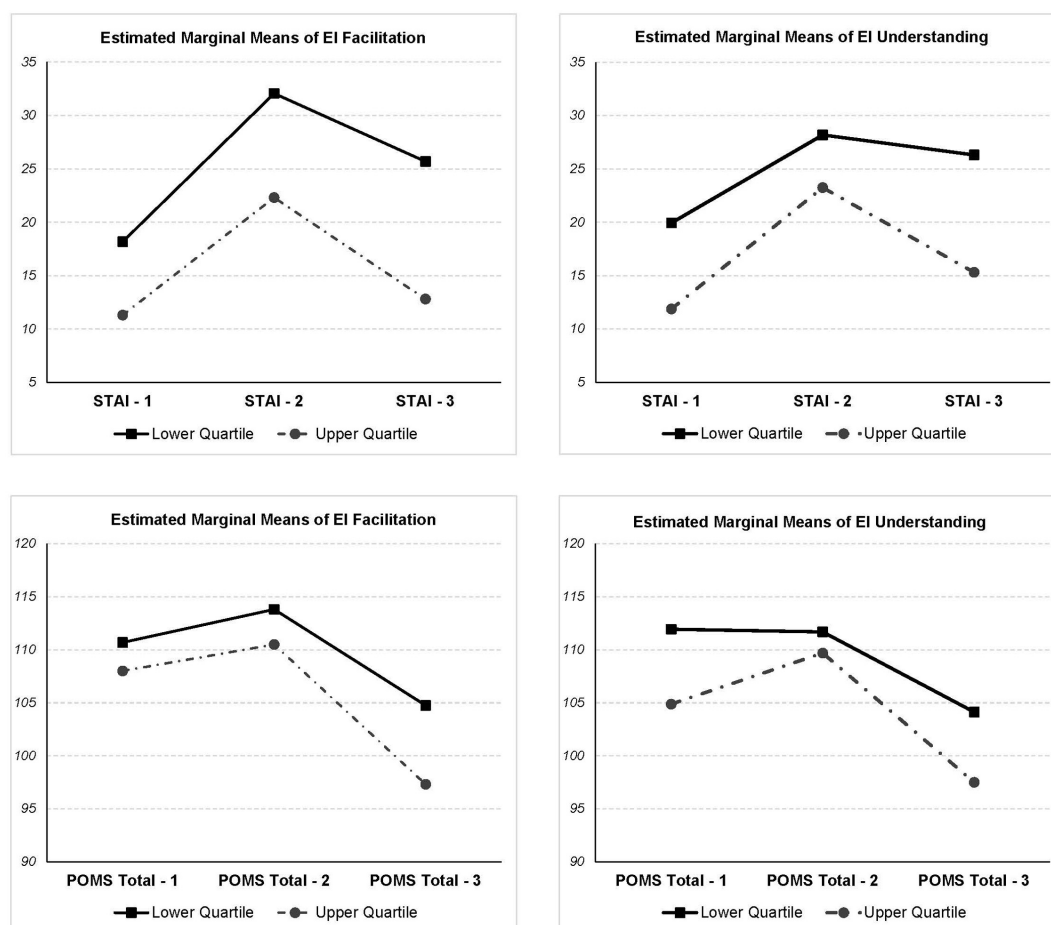 Estimated Marginal Means of EI Facilitation
35
30
25
20
15
10
5
STAI - 1 STAI - 2 STAI - 3
Lower Quartile Upper Quartile
Estimated Marginal Means of EI Understanding
35
30
25
20
15
10
5
STAI - 1 STAI - 2 STAI - 3
Lower Quartile Upper Quartile
Estimated Marginal Means of EI Facilitation
120
115
110
105
100
95
90
POMS Total - 1 POMS Total - 2 POMS Total - 3
Lower Quartile Upper Quartile
Estimated Marginal Means of EI Understanding
120
115
110
105
100
95
90
POMS Total - 1 POMS Total - 2 POMS Total - 3
Lower Quartile Upper Quartile